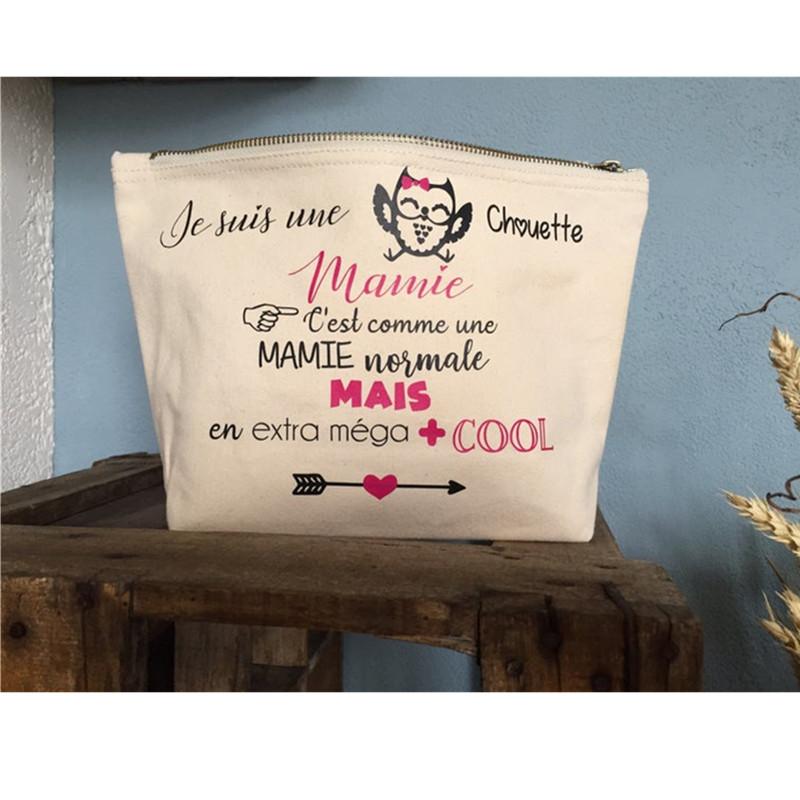 Je suis une Chouette
Mamie
C'est comme une
MAMIE normale
MAIS
en extra méga + COOL